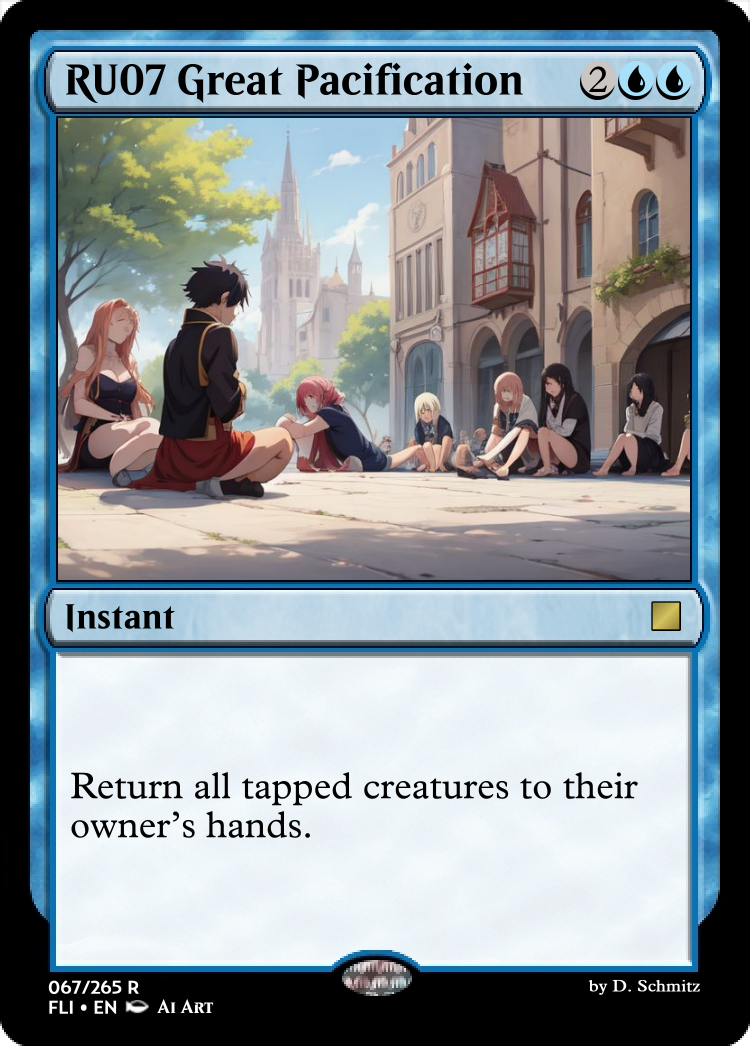 RU07 Great Pacification 2
Instant
Return all tapped creatures to their
owner's hands.
067/265 R
FLI • EN AI ART
by D. Schmitz